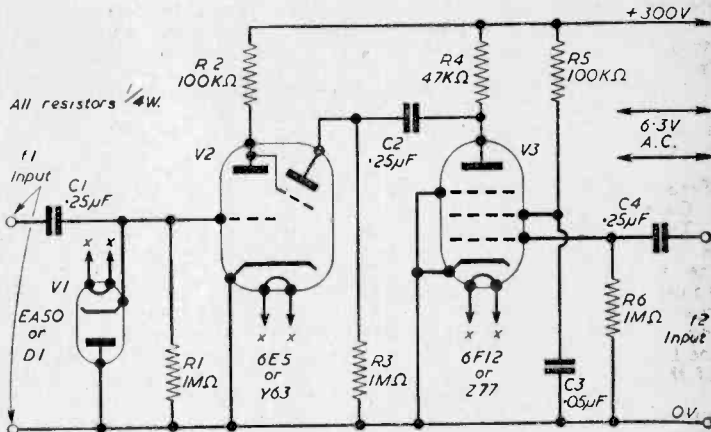 +300V
R2
100KΩ
R4
47KΩ
R5
100KΩ
All resistors ¼W.
6·3V
A.C.
C2
·25μF
V2
V3
f1
Input
C1
·25μF
C4
·25μF
x x
V1
EA50
or
D1
R1
1MΩ
x x
6E5
or
Y63
R3
1MΩ
x x
6F12
or
Z77
R6
1MΩ
f2
Input
C3
·05μF
0V